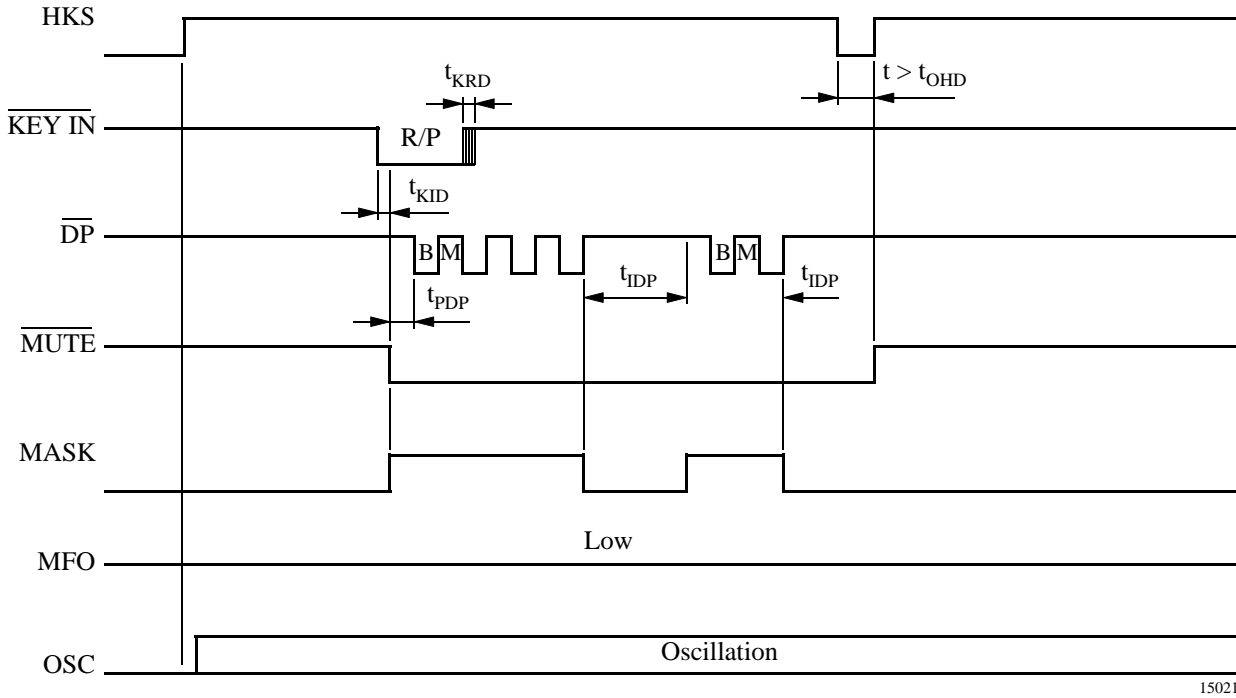 HKS
t_KRD
t > t_OHD
KEY IN
R/P
t_KID
DP
B M
B M
t_IDP
t_IDP
t_PDP
MUTE
MASK
Low
MFO
Oscillation
OSC
15021